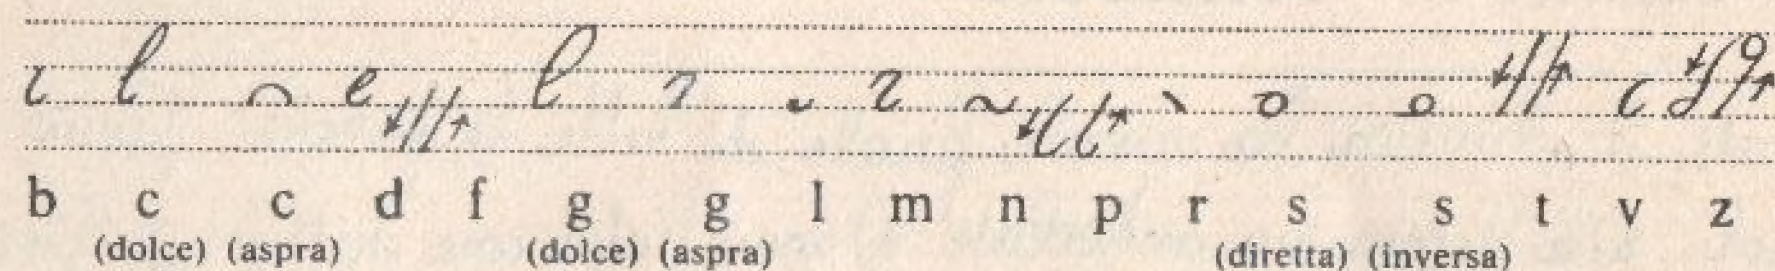 b c c d f g g l m n p r s s t v z
(dolce) (aspra) (dolce) (aspra) (diretta) (inversa)